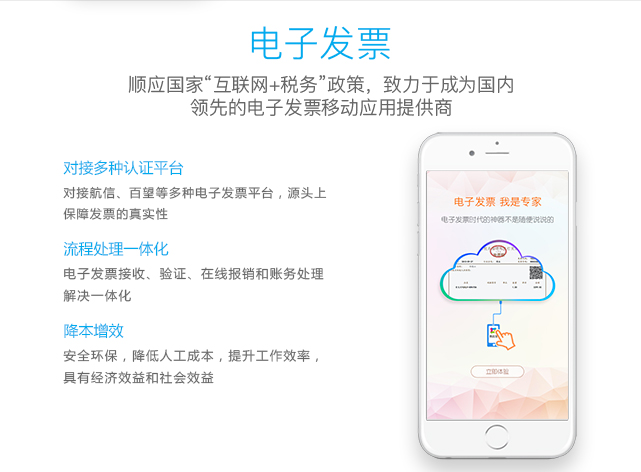 电子发票
顺应国家“互联网+税务”政策，致力于成为国内
领先的电子发票移动应用提供商
对接多种认证平台
对接航信、百望等多种电子发票平台，源头上
保障发票的真实性
流程处理一体化
电子发票接收、验证、在线报销和账务处理
解决一体化
降本增效
安全环保，降低人工成本，提升工作效率，
具有经济效益和社会效益
电子发票 我是专家
电子发票时代的神器不是随便说说的
立即体验